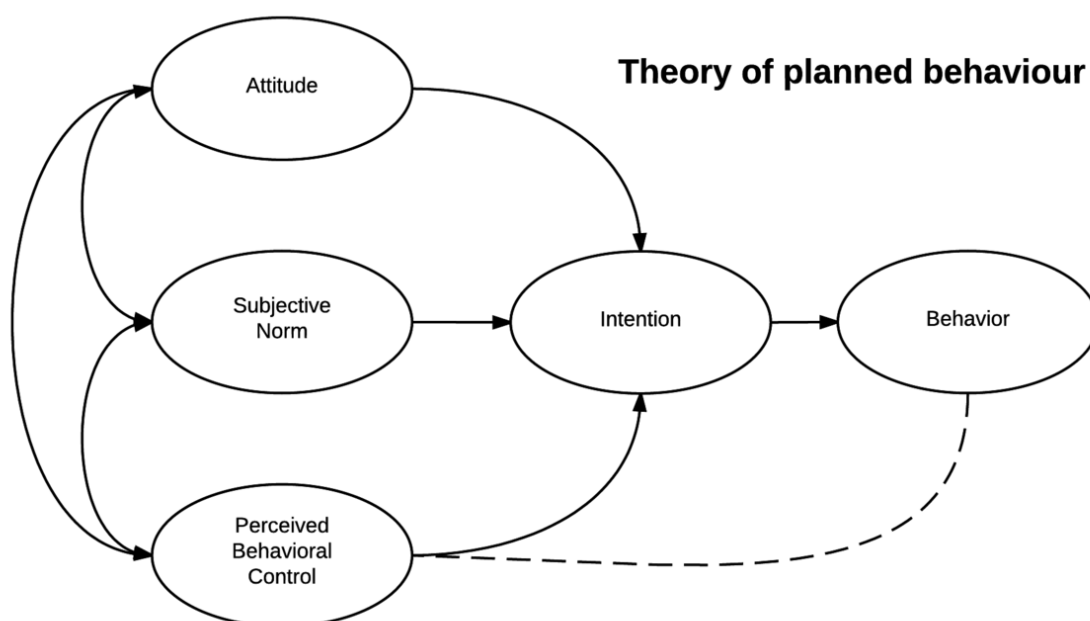 Theory of planned behaviour
Attitude
Subjective
Norm
Intention
Behavior
Perceived
Behavioral
Control